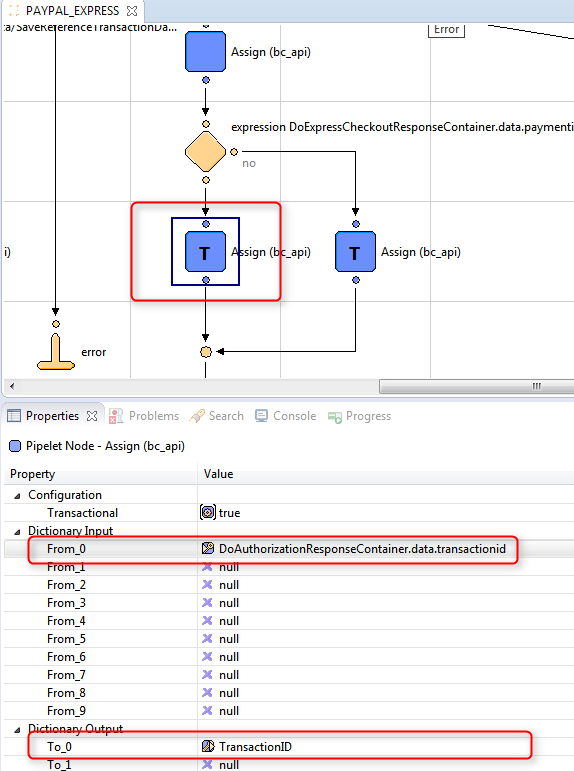 PAYPAL_EXPRESS
ta/SaveReferenceTransactionDa...
Error
Assign (bc_api)
expression DoExpressCheckoutResponseContainer.data.paymenti
no
i)
T
Assign (bc_api)
T
Assign (bc_api)
error
Properties
Problems
Search
Console
Progress
Pipelet Node - Assign (bc_api)
Property Value
Configuration
Transactional true
Dictionary Input
From_0 DoAuthorizationResponseContainer.data.transactionid
From_1 null
From_2 null
From_3 null
From_4 null
From_5 null
From_6 null
From_7 null
From_8 null
From_9 null
Dictionary Output
To_0 TransactionID
To_1 null